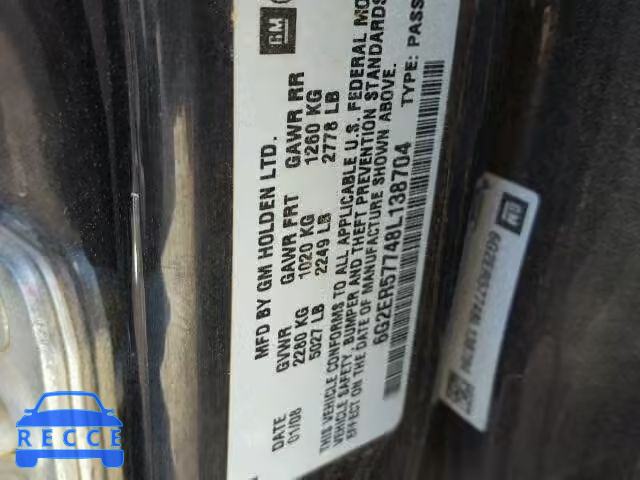 GM
MFD BY GM HOLDEN LTD.
DATE GVWR GAWR FRT GAWR RR
01/08 2280 KG 1020 KG 1260 KG
5027 LB 2249 LB 2778 LB
THIS VEHICLE CONFORMS TO ALL APPLICABLE U.S. FEDERAL MO
VEHICLE SAFETY, BUMPER AND THEFT PREVENTION STANDARDS
EFFECT ON THE DATE OF MANUFACTURE SHOWN ABOVE.
6G2ER57748L138704 TYPE: PASS
GM
6G2ER57748L138704
RECCE